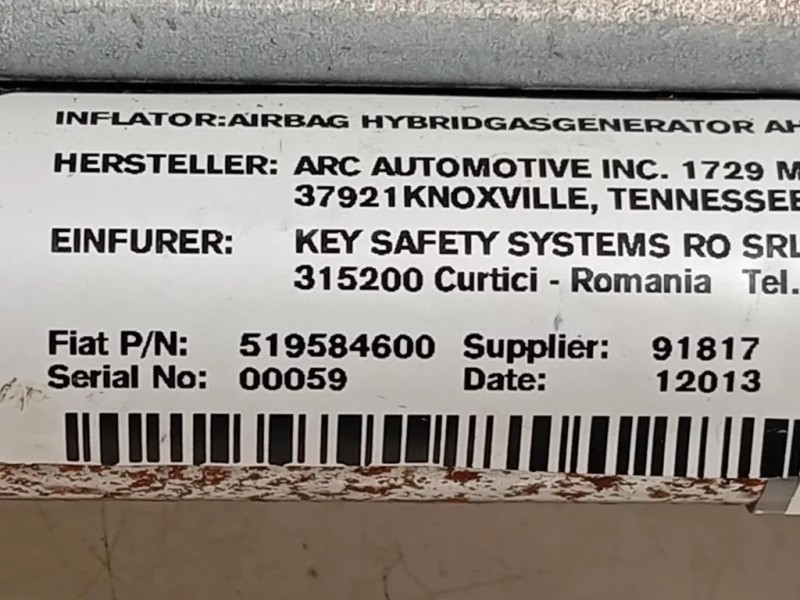 INFLATOR:AIRBAG HYBRIDGASGENERATOR AH
HERSTELLER: ARC AUTOMOTIVE INC. 1729 M
37921KNOXVILLE, TENNESSEE
EINFURER: KEY SAFETY SYSTEMS RO SRL
315200 Curtici - Romania Tel.
Fiat P/N: 519584600 Supplier: 91817
Serial No: 00059 Date: 12013